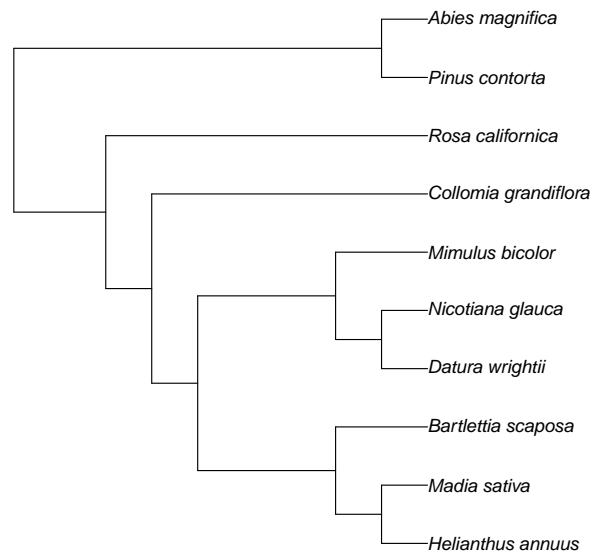 Abies magnifica
Pinus contorta
Rosa californica
Collomia grandiflora
Mimulus bicolor
Nicotiana glauca
Datura wrightii
Bartlettia scaposa
Madia sativa
Helianthus annuus